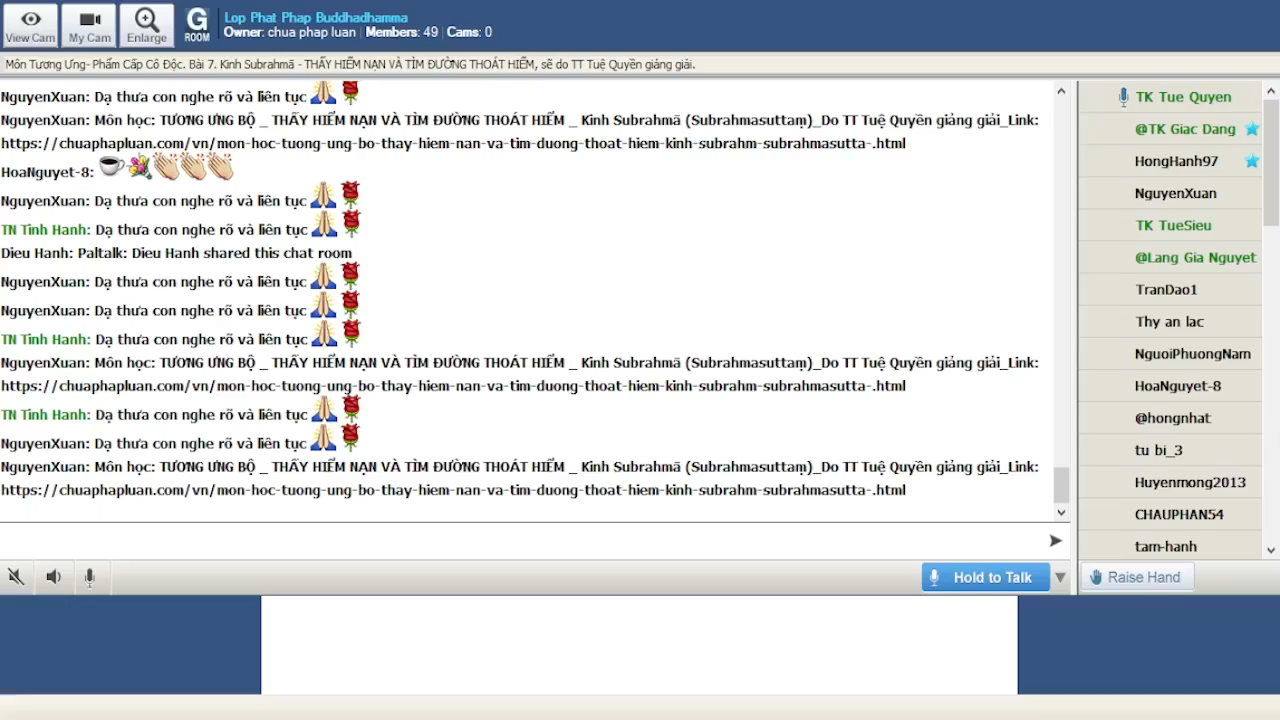 View Cam
My Cam
Enlarge
G
ROOM
Lop Phat Phap Buddhadhamma
Owner: chua phap luan | Members: 49 | Cams: 0
Môn Tương Ưng- Phẩm Cấp Cô Độc. Bài 7. Kinh Subrahmā - THẤY HIỂM NẠN VÀ TÌM ĐƯỜNG THOÁT HIỂM, sẽ do TT Tuệ Quyền giảng giải.
NguyenXuan: Dạ thưa con nghe rõ và liên tục
NguyenXuan: Môn học: TƯƠNG ƯNG BỘ _ THẤY HIỂM NẠN VÀ TÌM ĐƯỜNG THOÁT HIỂM _ Kinh Subrahmā (Subrahmasuttaṃ)_Do TT Tuệ Quyền giảng giải_Link:
https://chuaphapluan.com/vn/mon-hoc-tuong-ung-bo-thay-hiem-nan-va-tim-duong-thoat-hiem-kinh-subrahm-subrahmasutta-.html
HoaNguyet-8:
NguyenXuan: Dạ thưa con nghe rõ và liên tục
TN Tinh Hanh: Dạ thưa con nghe rõ và liên tục
Dieu Hanh: Paltalk: Dieu Hanh shared this chat room
NguyenXuan: Dạ thưa con nghe rõ và liên tục
NguyenXuan: Dạ thưa con nghe rõ và liên tục
TN Tinh Hanh: Dạ thưa con nghe rõ và liên tục
NguyenXuan: Môn học: TƯƠNG ƯNG BỘ _ THẤY HIỂM NẠN VÀ TÌM ĐƯỜNG THOÁT HIỂM _ Kinh Subrahmā (Subrahmasuttaṃ)_Do TT Tuệ Quyền giảng giải_Link:
https://chuaphapluan.com/vn/mon-hoc-tuong-ung-bo-thay-hiem-nan-va-tim-duong-thoat-hiem-kinh-subrahm-subrahmasutta-.html
TN Tinh Hanh: Dạ thưa con nghe rõ và liên tục
NguyenXuan: Dạ thưa con nghe rõ và liên tục
NguyenXuan: Môn học: TƯƠNG ƯNG BỘ _ THẤY HIỂM NẠN VÀ TÌM ĐƯỜNG THOÁT HIỂM _ Kinh Subrahmā (Subrahmasuttaṃ)_Do TT Tuệ Quyền giảng giải_Link:
https://chuaphapluan.com/vn/mon-hoc-tuong-ung-bo-thay-hiem-nan-va-tim-duong-thoat-hiem-kinh-subrahm-subrahmasutta-.html
Hold to Talk
TK Tue Quyen
@TK Giac Dang
HongHanh97
NguyenXuan
TK TueSieu
@Lang Gia Nguyet
TranDao1
Thy an lac
NguoiPhuongNam
HoaNguyet-8
@hongnhat
tu bi_3
Huyenmong2013
CHAUPHAN54
tam-hanh
Raise Hand